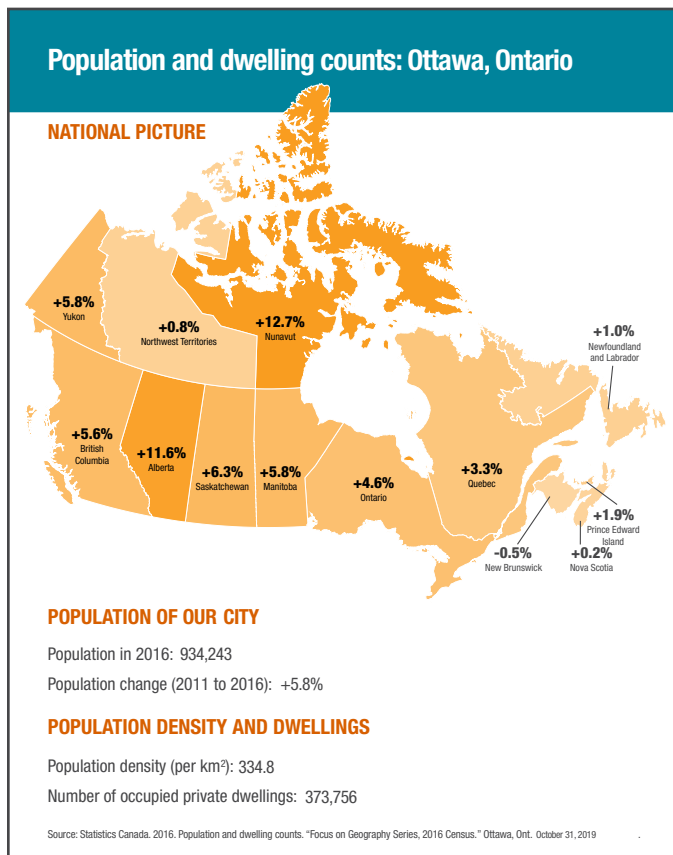 Population and dwelling counts: Ottawa, Ontario
NATIONAL PICTURE
+5.8%
Yukon
+0.8%
Northwest Territories
+12.7%
Nunavut
+1.0%
Newfoundland
and Labrador
+5.6%
British
Columbia
+11.6%
Alberta
+6.3%
Saskatchewan
+5.8%
Manitoba
+4.6%
Ontario
+3.3%
Quebec
+1.9%
Prince Edward
Island
-0.5%
New Brunswick
+0.2%
Nova Scotia
POPULATION OF OUR CITY
Population in 2016: 934,243
Population change (2011 to 2016): +5.8%
POPULATION DENSITY AND DWELLINGS
Population density (per km²): 334.8
Number of occupied private dwellings: 373,756
Source: Statistics Canada. 2016. Population and dwelling counts. “Focus on Geography Series, 2016 Census.” Ottawa, Ont. October 31, 2019 .